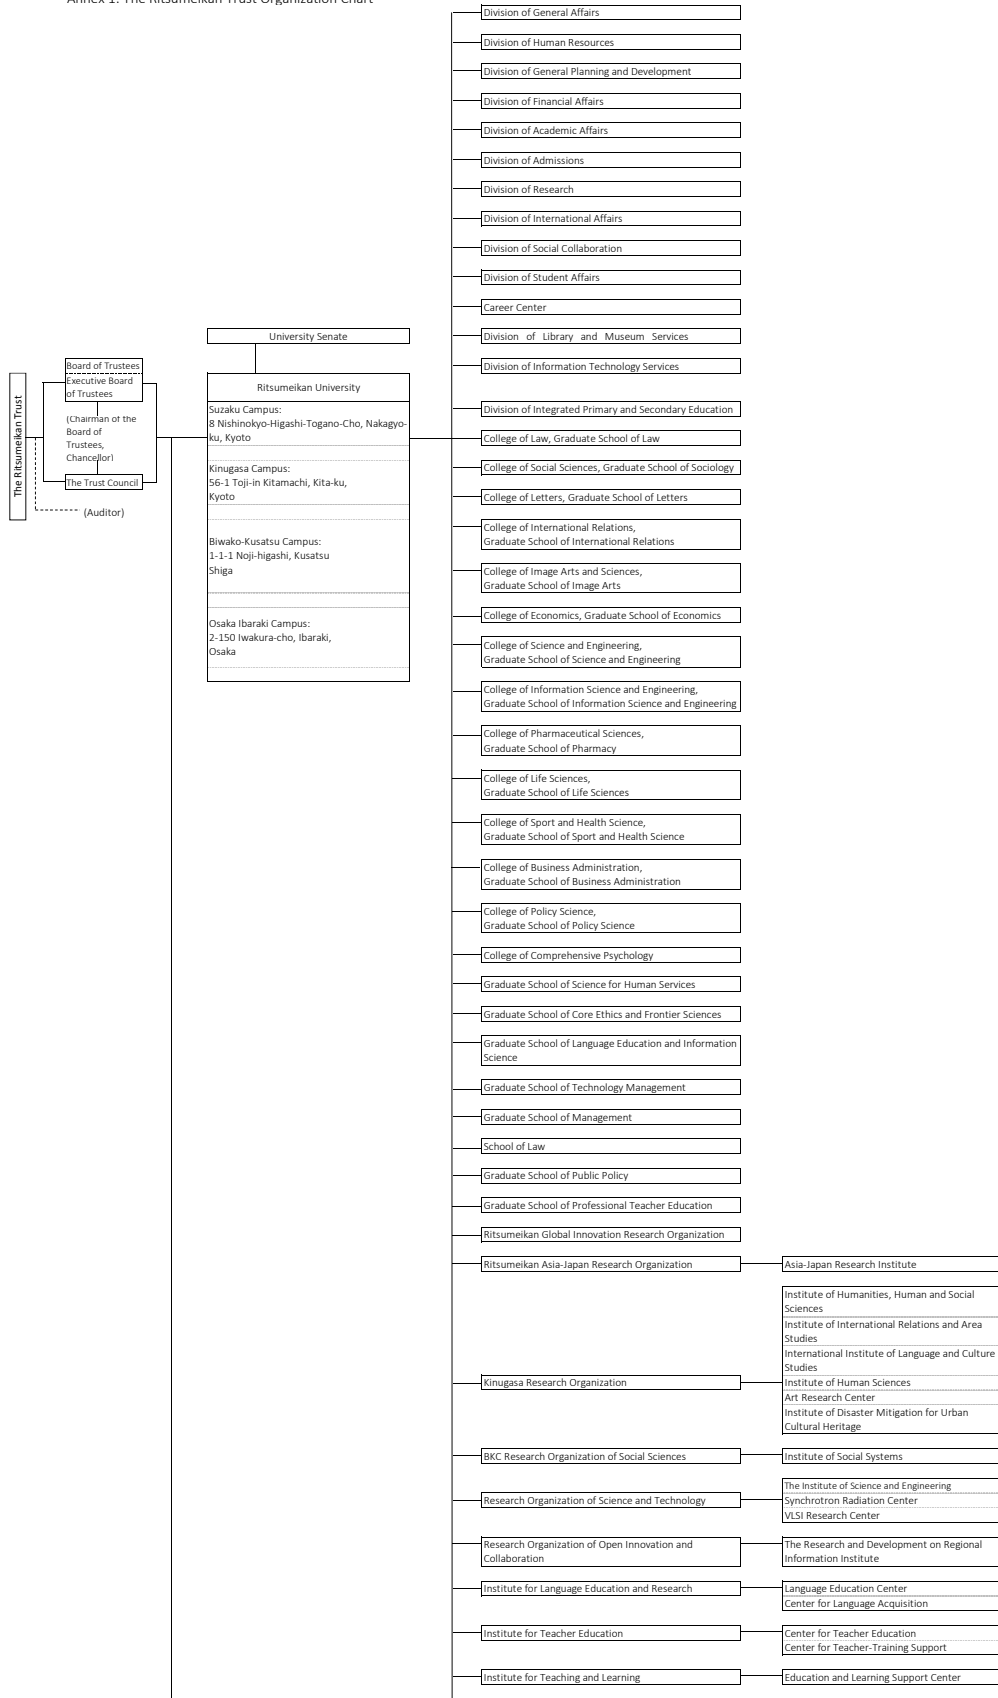 Annex 1: The Ritsumeikan Trust Organization Chart
The Ritsumeikan Trust
Board of Trustees
Executive Board
of Trustees
(Chairman of the
Board of
Trustees,
Chancellor)
The Trust Council
(Auditor)
University Senate
Ritsumeikan University
Suzaku Campus:
8 Nishinokyo-Higashi-Togano-Cho, Nakagyo-
ku, Kyoto
Kinugasa Campus:
56-1 Toji-in Kitamachi, Kita-ku,
Kyoto
Biwako-Kusatsu Campus:
1-1-1 Noji-higashi, Kusatsu
Shiga
Osaka Ibaraki Campus:
2-150 Iwakura-cho, Ibaraki,
Osaka
Division of General Affairs
Division of Human Resources
Division of General Planning and Development
Division of Financial Affairs
Division of Academic Affairs
Division of Admissions
Division of Research
Division of International Affairs
Division of Social Collaboration
Division of Student Affairs
Career Center
Division of Library and Museum Services
Division of Information Technology Services
Division of Integrated Primary and Secondary Education
College of Law, Graduate School of Law
College of Social Sciences, Graduate School of Sociology
College of Letters, Graduate School of Letters
College of International Relations,
Graduate School of International Relations
College of Image Arts and Sciences,
Graduate School of Image Arts
College of Economics, Graduate School of Economics
College of Science and Engineering,
Graduate School of Science and Engineering
College of Information Science and Engineering,
Graduate School of Information Science and Engineering
College of Pharmaceutical Sciences,
Graduate School of Pharmacy
College of Life Sciences,
Graduate School of Life Sciences
College of Sport and Health Science,
Graduate School of Sport and Health Science
College of Business Administration,
Graduate School of Business Administration
College of Policy Science,
Graduate School of Policy Science
College of Comprehensive Psychology
Graduate School of Science for Human Services
Graduate School of Core Ethics and Frontier Sciences
Graduate School of Language Education and Information
Science
Graduate School of Technology Management
Graduate School of Management
School of Law
Graduate School of Public Policy
Graduate School of Professional Teacher Education
Ritsumeikan Global Innovation Research Organization
Ritsumeikan Asia-Japan Research Organization
Asia-Japan Research Institute
Kinugasa Research Organization
Institute of Humanities, Human and Social
Sciences
Institute of International Relations and Area
Studies
International Institute of Language and Culture
Studies
Institute of Human Sciences
Art Research Center
Institute of Disaster Mitigation for Urban
Cultural Heritage
BKC Research Organization of Social Sciences
Institute of Social Systems
Research Organization of Science and Technology
The Institute of Science and Engineering
Synchrotron Radiation Center
VLSI Research Center
Research Organization of Open Innovation and
Collaboration
The Research and Development on Regional
Information Institute
Institute for Language Education and Research
Language Education Center
Center for Language Acquisition
Institute for Teacher Education
Center for Teacher Education
Center for Teacher-Training Support
Institute for Teaching and Learning
Education and Learning Support Center